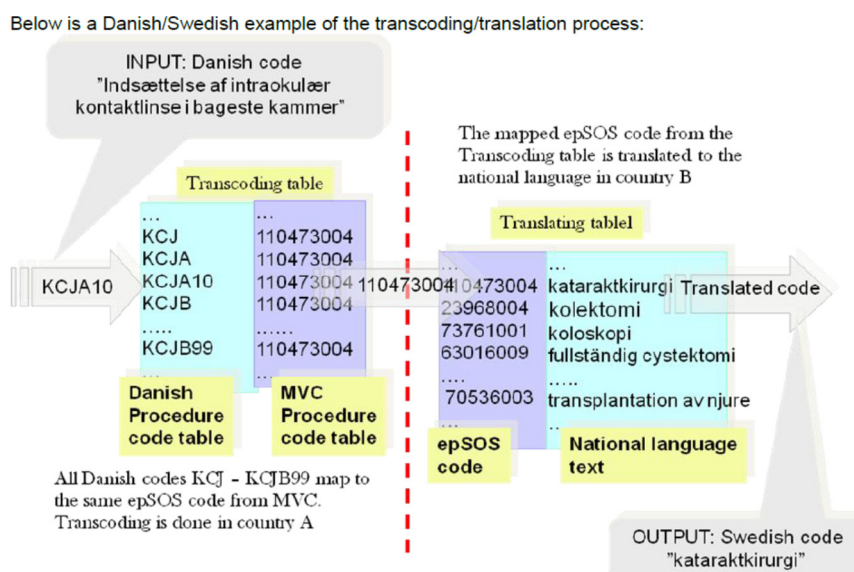 Below is a Danish/Swedish example of the transcoding/translation process:
INPUT: Danish code
"Indsættelse af intraokulær
kontaktlinse i bageste kammer"
The mapped epSOS code from the
Transcoding table is translated to the
national language in country B
Transcoding table
Translating tablel
... ...
KCJ 110473004
KCJA 110473004
KCJA10
KCJA10 110473004
110473004
KCJB 110473004
..... ......
KCJB99 110473004
... ...
Danish
Procedure
code table
MVC
Procedure
code table
... ...
110473004 kataraktkirurgi
23968004 kolektomi
73761001 koloskopi
63016009 fullständig cystektomi
.... .....
70536003 transplantation av njure
... ..
Translated code
epSOS
code
National language
text
All Danish codes KCJ – KCJB99 map to
the same epSOS code from MVC.
Transcoding is done in country A
OUTPUT: Swedish code
"kataraktkirurgi"